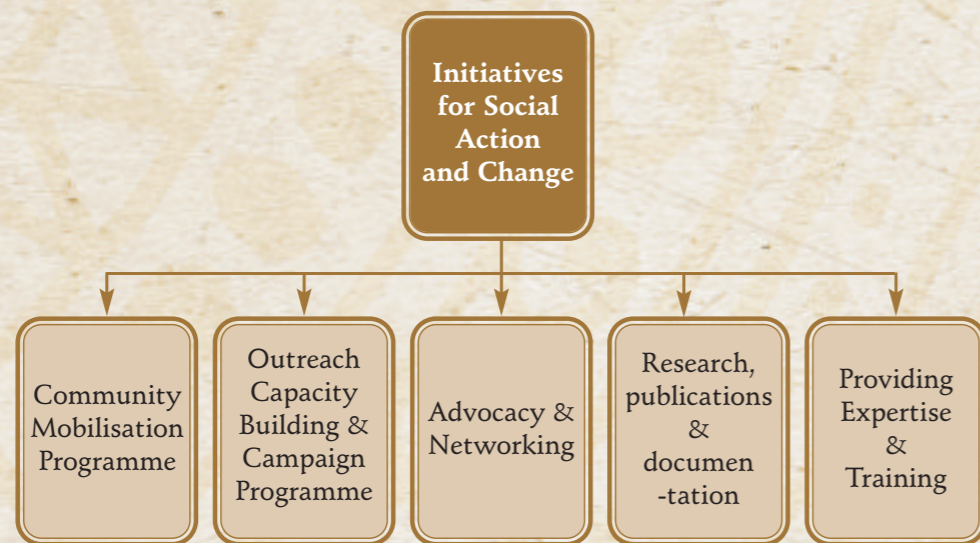 Initiatives
for Social
Action
and Change
Community
Mobilisation
Programme
Outreach
Capacity
Building &
Campaign
Programme
Advocacy &
Networking
Research,
publications
&
documen
-tation
Providing
Expertise
&
Training